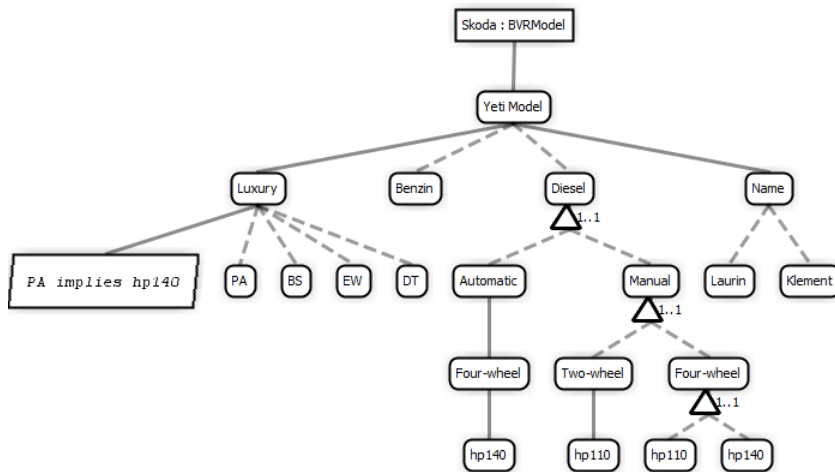 Skoda : BVRModel
Yeti Model
Luxury
Benzin
Diesel
Name
1..1
PA implies hp140
PA
BS
EW
DT
Automatic
Manual
Laurin
Klement
1..1
Four-wheel
Two-wheel
Four-wheel
1..1
hp140
hp110
hp110
hp140